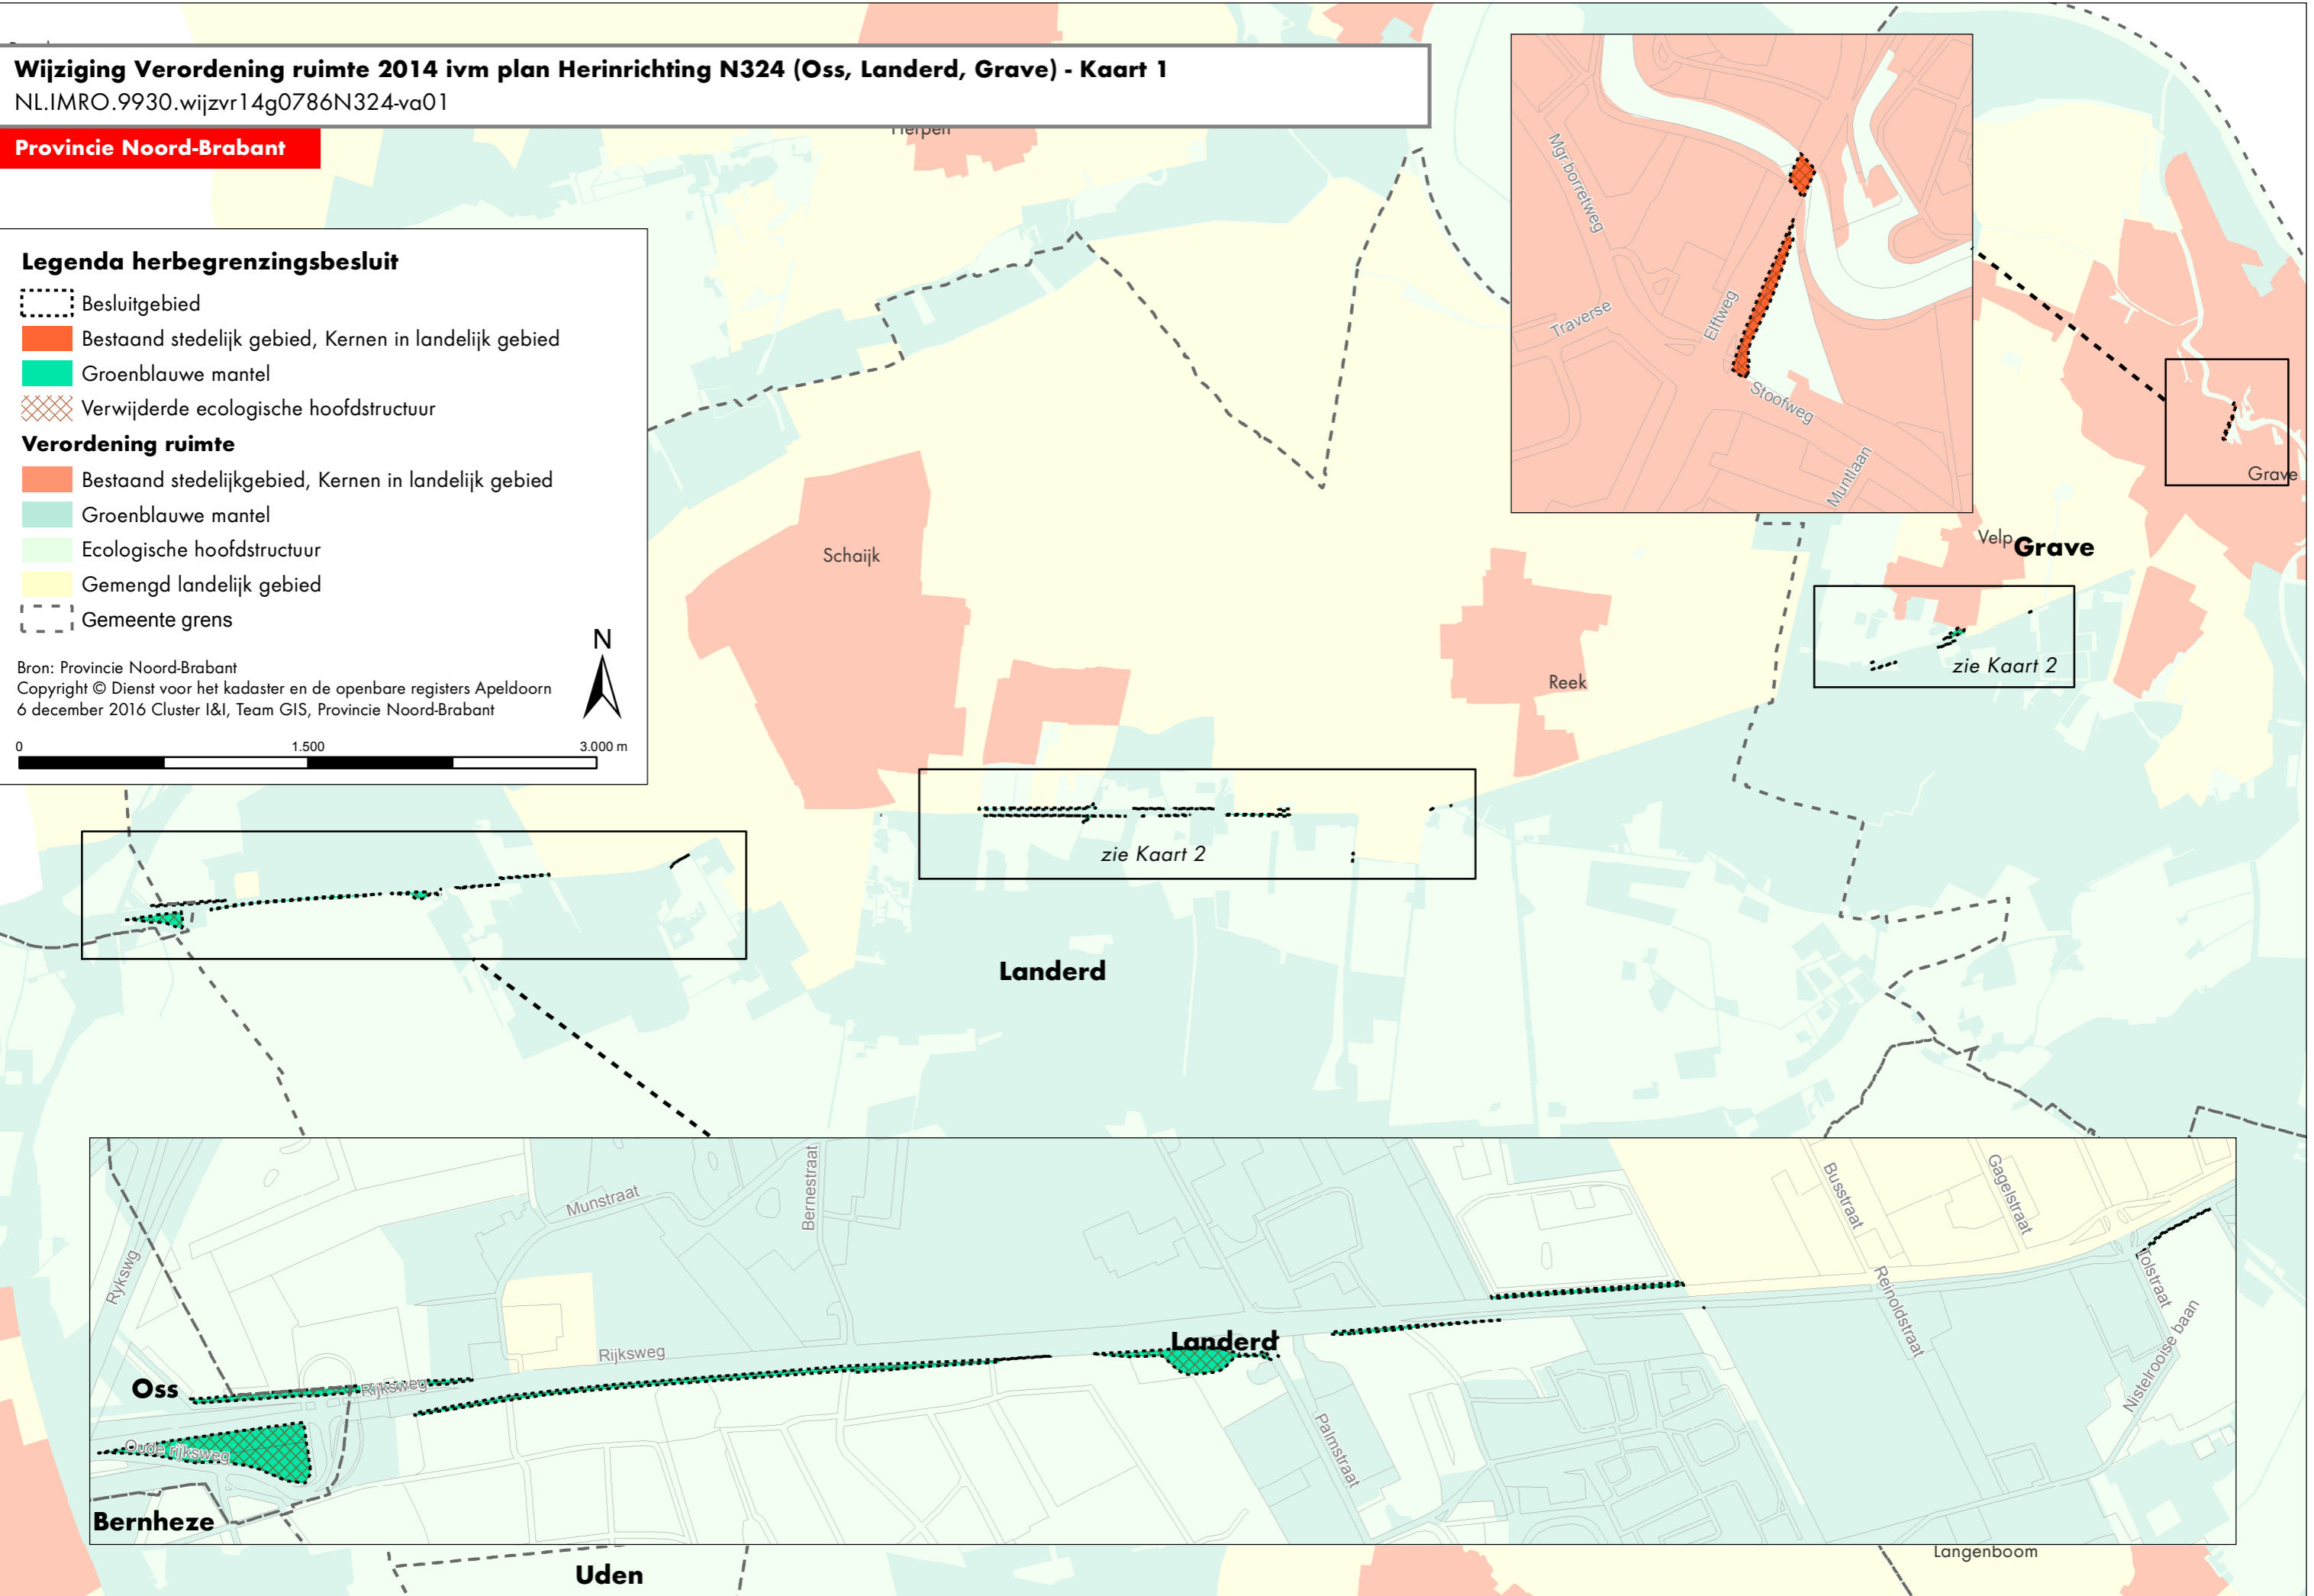 Wijziging Verordening ruimte 2014 ivm plan Herinrichting N324 (Oss, Landerd, Grave) - Kaart 1
NL.IMRO.9930.wijzvr14g0786N324-va01
Provincie Noord-Brabant
Herpen
Legenda herbegrenzingsbesluit
Besluitgebied
Bestaand stedelijk gebied, Kernen in landelijk gebied
Groenblauwe mantel
Verwijderde ecologische hoofdstructuur
Verordening ruimte
Bestaand stedelijkgebied, Kernen in landelijk gebied
Groenblauwe mantel
Ecologische hoofdstructuur
Gemengd landelijk gebied
Gemeente grens
N
Bron: Provincie Noord-Brabant
Copyright © Dienst voor het kadaster en de openbare registers Apeldoorn
6 december 2016 Cluster I&I, Team GIS, Provincie Noord-Brabant
0 1.500 3.000 m
Mgr.borretweg
Traverse
Elftweg
Stoofweg
Muntlaan
Grave
Velp
Grave
zie Kaart 2
Schaijk
Reek
zie Kaart 2
Landerd
Ryksweg
Munstraat
Bernestraat
Busstraat
Gagelstraat
Tolstraat
Reinoldstraat
Nistelrooise baan
Rijksweg
Landerd
Oss
Rijksweg
Oude rijksweg
Palmstraat
Bernheze
Uden
Langenboom